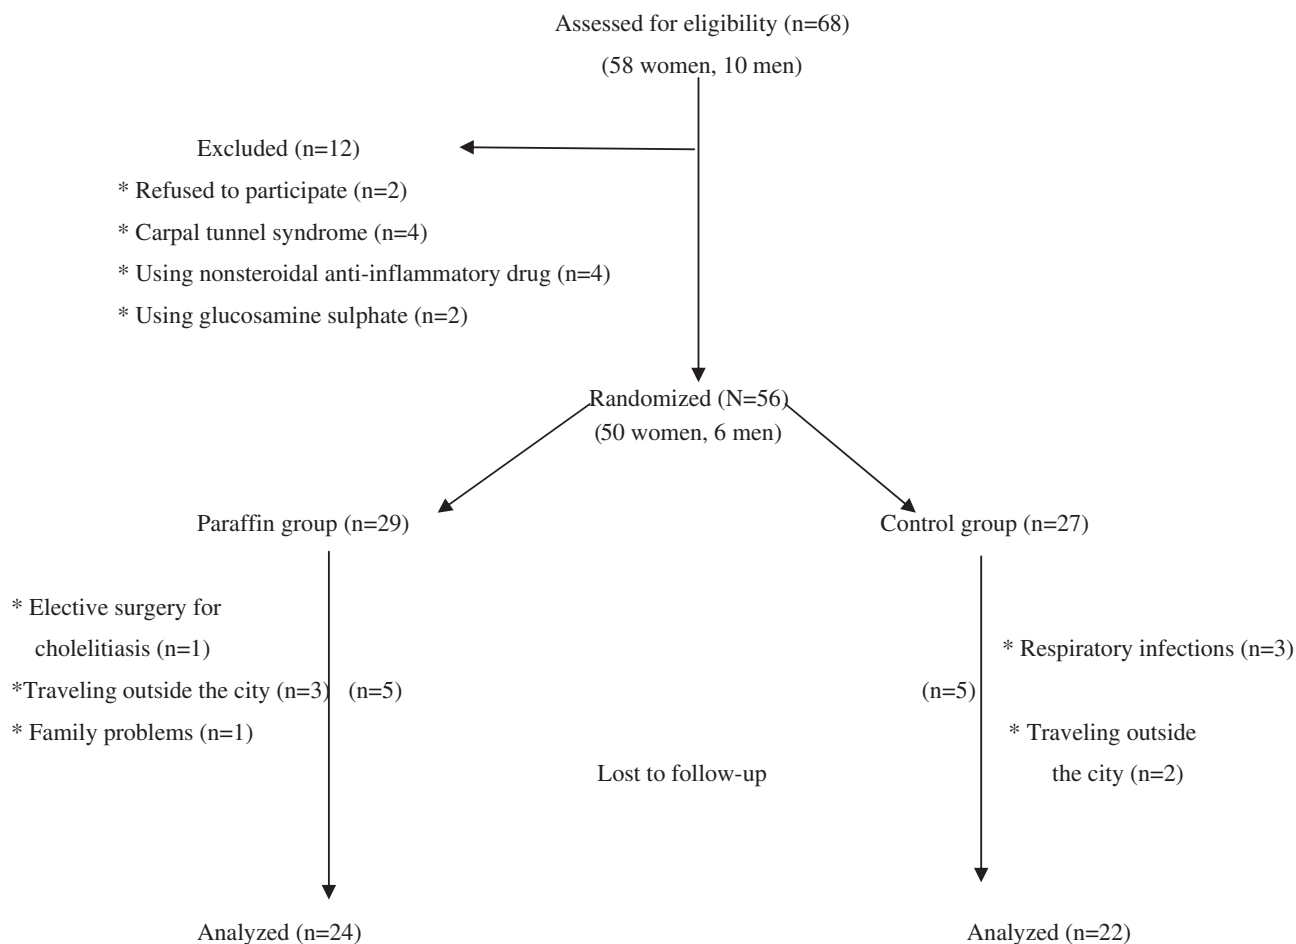 Assessed for eligibility (n=68)
(58 women, 10 men)
Excluded (n=12)
* Refused to participate (n=2)
* Carpal tunnel syndrome (n=4)
* Using nonsteroidal anti-inflammatory drug (n=4)
* Using glucosamine sulphate (n=2)
Randomized (N=56)
(50 women, 6 men)
Paraffin group (n=29)
Control group (n=27)
* Elective surgery for
cholelitiasis (n=1)
*Traveling outside the city (n=3)
* Family problems (n=1)
(n=5)
(n=5)
* Respiratory infections (n=3)
* Traveling outside
the city (n=2)
Lost to follow-up
Analyzed (n=24)
Analyzed (n=22)